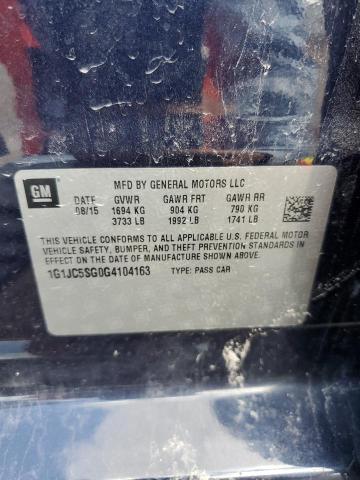 GM
MFD BY GENERAL MOTORS LLC
DATE GVWR GAWR FRT GAWR RR
08/15 1694 KG 904 KG 790 KG
3733 LB 1992 LB 1741 LB
THIS VEHICLE CONFORMS TO ALL APPLICABLE U.S. FEDERAL MOTOR
VEHICLE SAFETY, BUMPER, AND THEFT PREVENTION STANDARDS IN
EFFECT ON THE DATE OF MANUFACTURE SHOWN ABOVE.
1G1JC5SG0G4104163 TYPE: PASS CAR